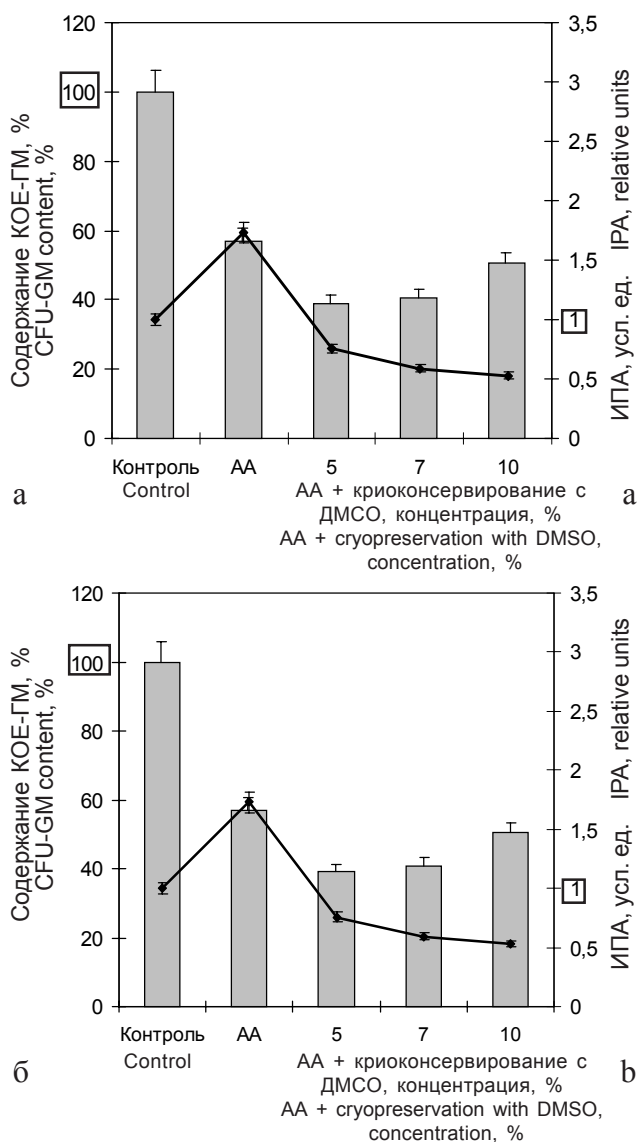 120
100
80
60
40
20
0
Содержание КОЕ-ГМ, %
CFU-GM content, %
3,5
3
2,5
2
1,5
1
0,5
0
ИПА, усл. ед. IPA, relative units
Контроль АА 5 7 10
Control
АА + криоконсервирование с
ДМСО, концентрация, %
AA + cryopreservation with DMSO,
concentration, %
а а
120
100
80
60
40
20
0
Содержание КОЕ-ГМ, %
CFU-GM content, %
3,5
3
2,5
2
1,5
1
0,5
0
ИПА, усл. ед. IPA, relative units
Контроль АА 5 7 10
Control
АА + криоконсервирование с
ДМСО, концентрация, %
AA + cryopreservation with DMSO,
concentration, %
б b